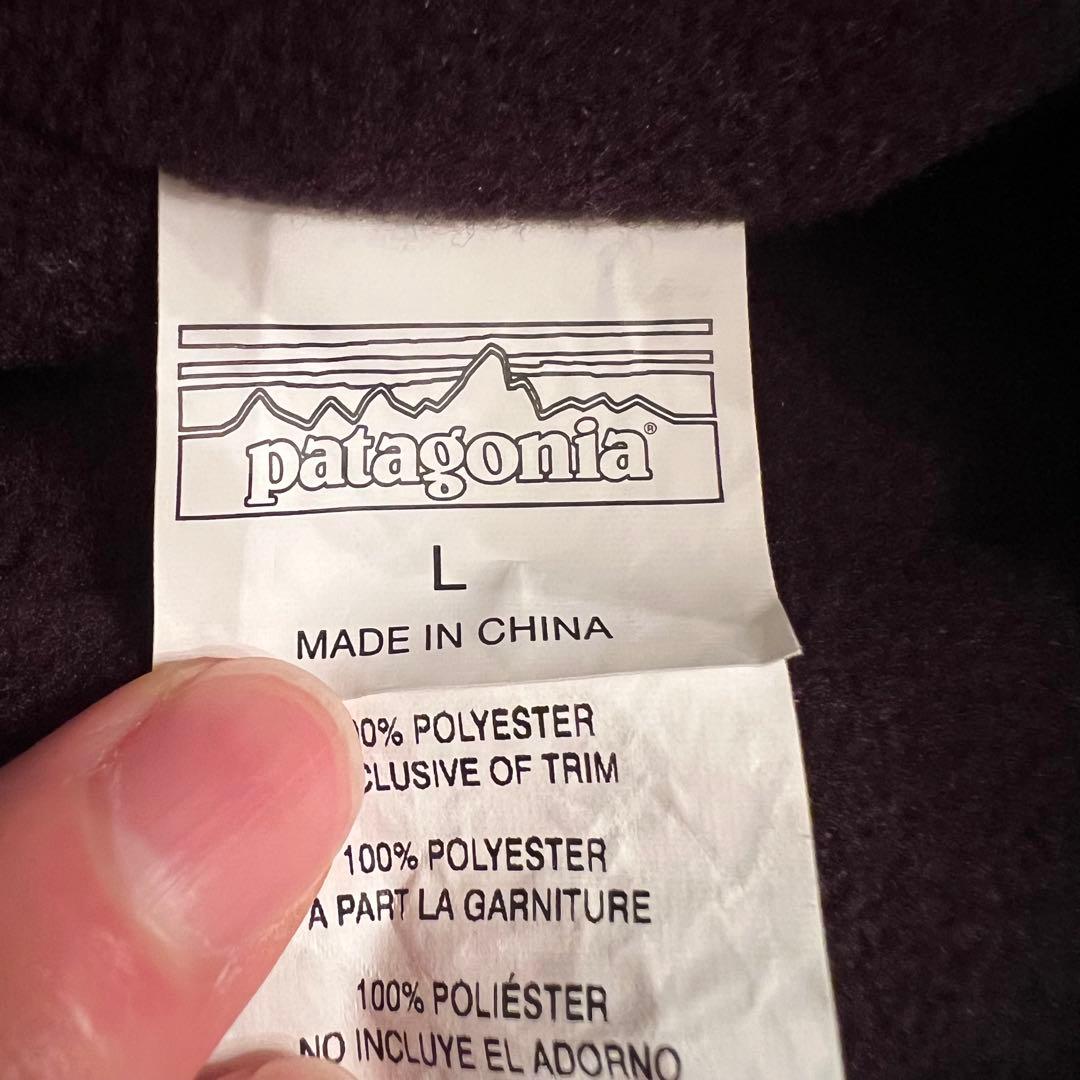 patagonia®
L
MADE IN CHINA
0% POLYESTER
CLUSIVE OF TRIM
100% POLYESTER
A PART LA GARNITURE
100% POLIÉSTER
NO INCLUYE EL ADORNO